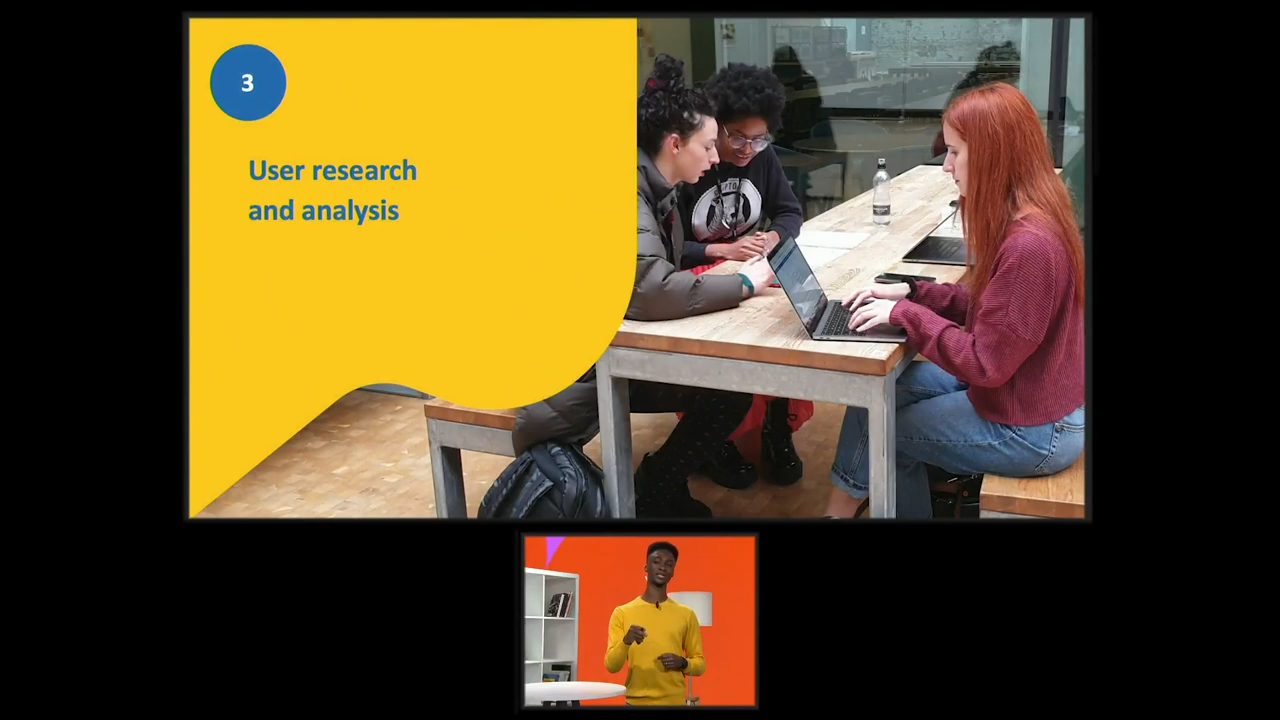 3
User research
and analysis